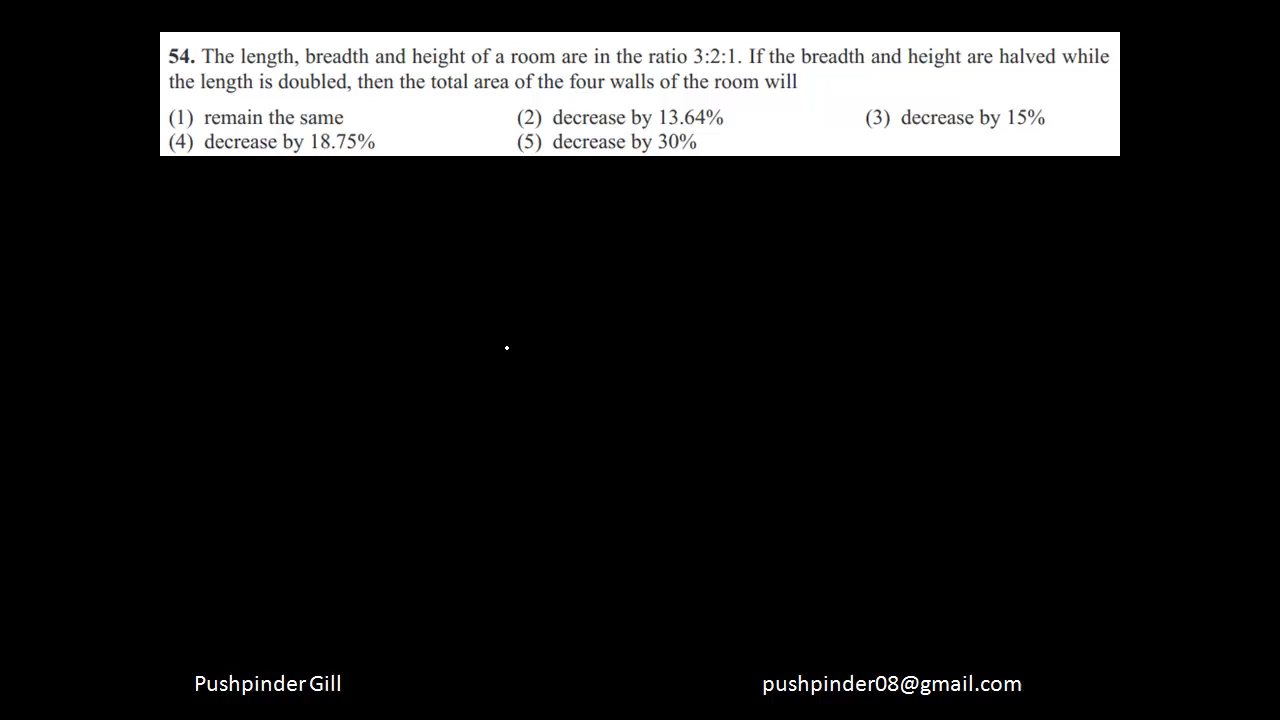 54. The length, breadth and height of a room are in the ratio 3:2:1. If the breadth and height are halved while
the length is doubled, then the total area of the four walls of the room will
(1) remain the same (2) decrease by 13.64% (3) decrease by 15%
(4) decrease by 18.75% (5) decrease by 30%
Pushpinder Gill pushpinder08@gmail.com